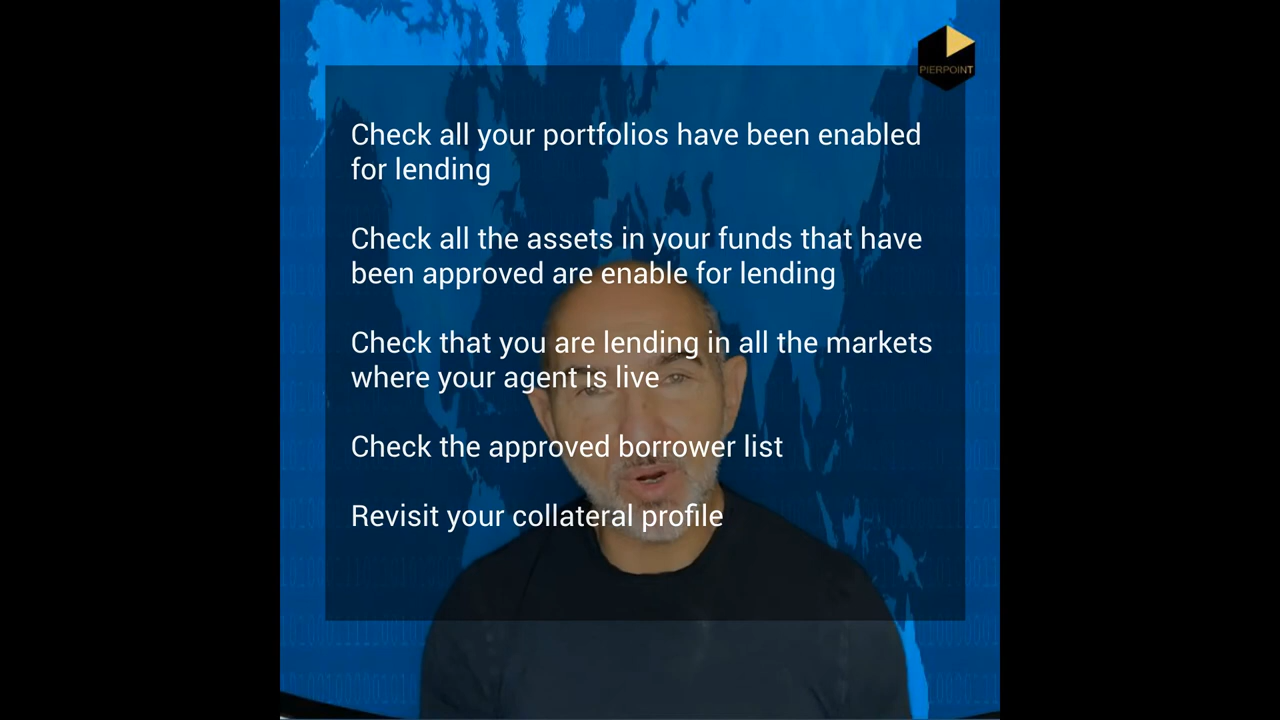 PIERPOINT
Check all your portfolios have been enabled
for lending
Check all the assets in your funds that have
been approved are enable for lending
Check that you are lending in all the markets
where your agent is live
Check the approved borrower list
Revisit your collateral profile